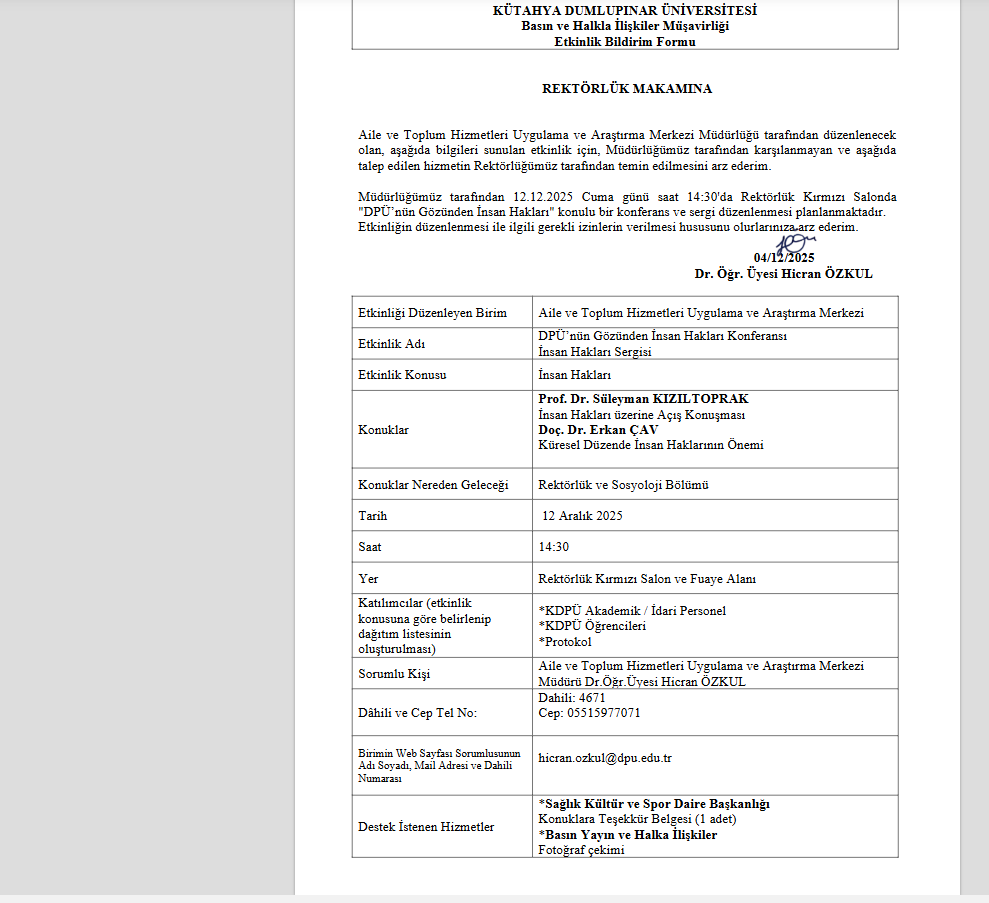 KÜTAHYA DUMLUPINAR ÜNİVERSİTESİ
Basın ve Halkla İlişkiler Müşavirliği
Etkinlik Bildirim Formu
REKTÖRLÜK MAKAMINA
Aile ve Toplum Hizmetleri Uygulama ve Araştırma Merkezi Müdürlüğü tarafından düzenlenecek
olan, aşağıda bilgileri sunulan etkinlik için, Müdürlüğümüz tarafından karşılanmayan ve aşağıda
talep edilen hizmetin Rektörlüğümüz tarafından temin edilmesini arz ederim.
Müdürlüğümüz tarafından 12.12.2025 Cuma günü saat 14:30'da Rektörlük Kırmızı Salonda
"DPÜ’nün Gözünden İnsan Hakları" konulu bir konferans ve sergi düzenlenmesi planlanmaktadır.
Etkinliğin düzenlenmesi ile ilgili gerekli izinlerin verilmesi hususunu olurlarınıza arz ederim.
04/12/2025
Dr. Öğr. Üyesi Hicran ÖZKUL
Etkinliği Düzenleyen Birim
Aile ve Toplum Hizmetleri Uygulama ve Araştırma Merkezi
Etkinlik Adı
DPÜ’nün Gözünden İnsan Hakları Konferansı
İnsan Hakları Sergisi
Etkinlik Konusu
İnsan Hakları
Konuklar
Prof. Dr. Süleyman KIZILTOPRAK
İnsan Hakları üzerine Açış Konuşması
Doç. Dr. Erkan ÇAV
Küresel Düzende İnsan Haklarının Önemi
Konuklar Nereden Geleceği
Rektörlük ve Sosyoloji Bölümü
Tarih
12 Aralık 2025
Saat
14:30
Yer
Rektörlük Kırmızı Salon ve Fuaye Alanı
Katılımcılar (etkinlik
konusuna göre belirlenip
dağıtım listesinin
oluşturulması)
*KDPÜ Akademik / İdari Personel
*KDPÜ Öğrencileri
*Protokol
Sorumlu Kişi
Aile ve Toplum Hizmetleri Uygulama ve Araştırma Merkezi
Müdürü Dr.Öğr.Üyesi Hicran ÖZKUL
Dâhili ve Cep Tel No:
Dahili: 4671
Cep: 05515977071
Birimin Web Sayfası Sorumlusunun
Adı Soyadı, Mail Adresi ve Dahili
Numarası
hicran.ozkul@dpu.edu.tr
Destek İstenen Hizmetler
*Sağlık Kültür ve Spor Daire Başkanlığı
Konuklara Teşekkür Belgesi (1 adet)
*Basın Yayın ve Halka İlişkiler
Fotoğraf çekimi